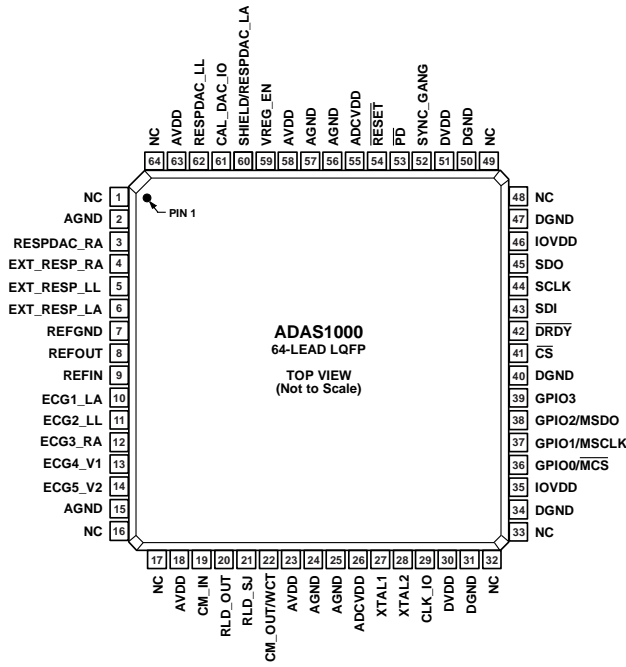 NC
AVDD
RESPDAC_LL
CAL_DAC_IO
SHIELD/RESPDAC_LA
VREG_EN
AVDD
AGND
AGND
ADCVDD
RESET
PD
SYNC_GANG
DVDD
DGND
NC
64 63 62 61 60 59 58 57 56 55 54 53 52 51 50 49
PIN 1
NC 1
AGND 2
RESPDAC_RA 3
EXT_RESP_RA 4
EXT_RESP_LL 5
EXT_RESP_LA 6
REFGND 7
REFOUT 8
REFIN 9
ECG1_LA 10
ECG2_LL 11
ECG3_RA 12
ECG4_V1 13
ECG5_V2 14
AGND 15
NC 16
ADAS1000
64-LEAD LQFP
TOP VIEW
(Not to Scale)
48 NC
47 DGND
46 IOVDD
45 SDO
44 SCLK
43 SDI
42 DRDY
41 CS
40 DGND
39 GPIO3
38 GPIO2/MSDO
37 GPIO1/MSCLK
36 GPIO0/MCS
35 IOVDD
34 DGND
33 NC
17 18 19 20 21 22 23 24 25 26 27 28 29 30 31 32
NC
AVDD
CM_IN
RLD_OUT
RLD_SJ
CM_OUT/WCT
AVDD
AGND
AGND
ADCVDD
XTAL1
XTAL2
CLK_IO
DVDD
DGND
NC